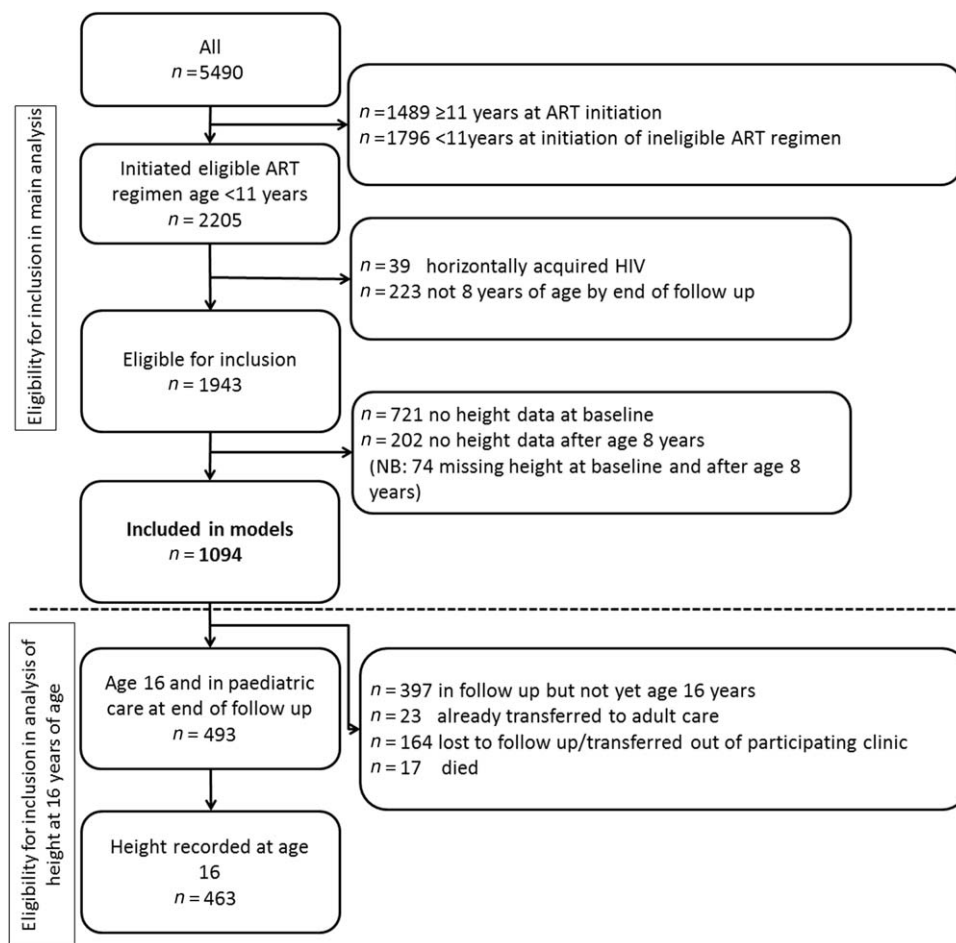 All
n = 5490
n =1489 ≥11 years at ART initiation
n =1796 <11years at initiation of ineligible ART regimen
Eligibility for inclusion in main analysis
Initiated eligible ART
regimen age <11 years
n = 2205
n = 39 horizontally acquired HIV
n = 223 not 8 years of age by end of follow up
Eligible for inclusion
n = 1943
n = 721 no height data at baseline
n = 202 no height data after age 8 years
(NB: 74 missing height at baseline and after age 8
years)
Included in models
n = 1094
Eligibility for inclusion in analysis of
height at 16 years of age
Age 16 and in paediatric
care at end of follow up
n = 493
n = 397 in follow up but not yet age 16 years
n = 23 already transferred to adult care
n = 164 lost to follow up/transferred out of participating clinic
n = 17 died
Height recorded at age
16
n = 463